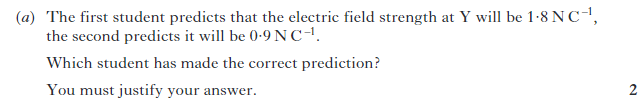 (a) The first student predicts that the electric field strength at Y will be 1·8 N C⁻¹,
the second predicts it will be 0·9 N C⁻¹.
Which student has made the correct prediction?
You must justify your answer. 2